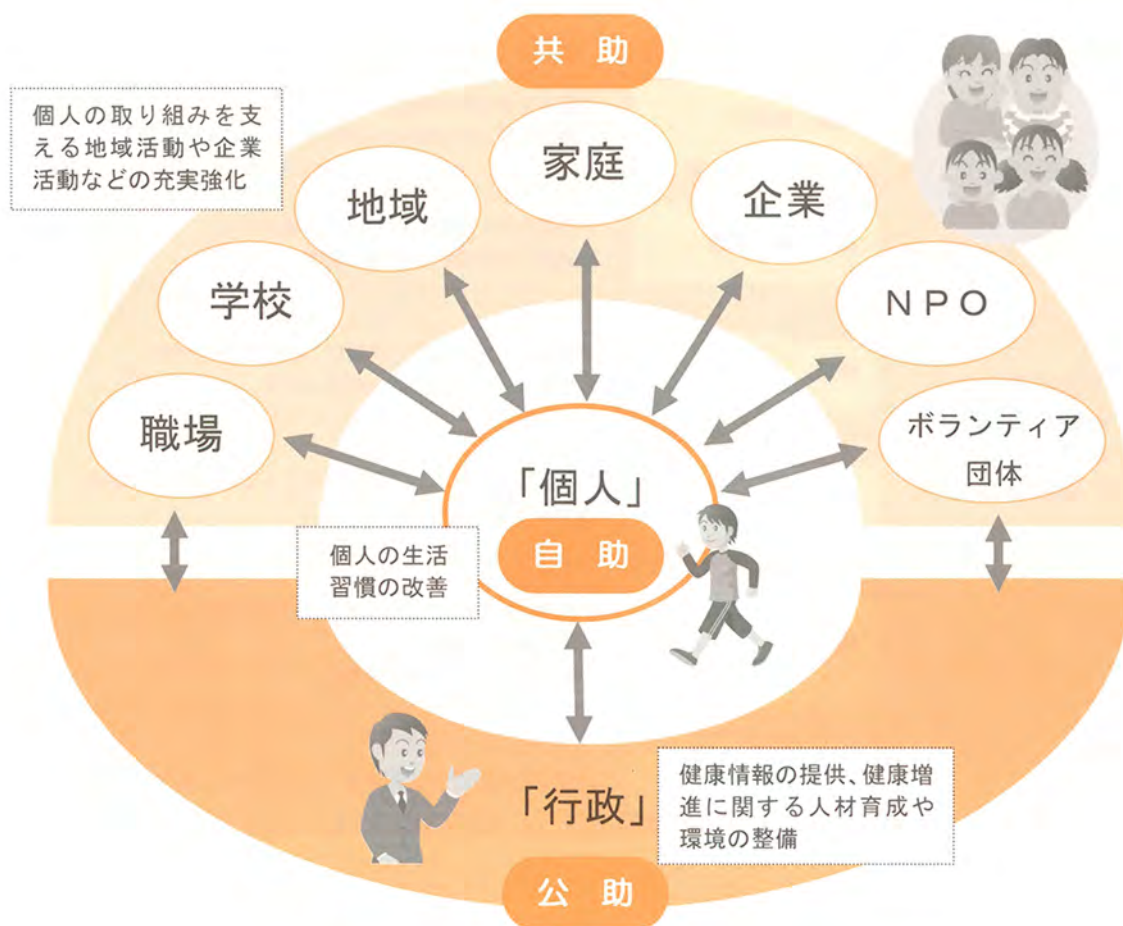 共助
個人の取り組みを支
える地域活動や企業
活動などの充実強化
家庭
地域
企業
学校
NPO
職場
ボランティア
団体
「個人」
自助
個人の生活
習慣の改善
「行政」
健康情報の提供、健康増
進に関する人材育成や
環境の整備
公助